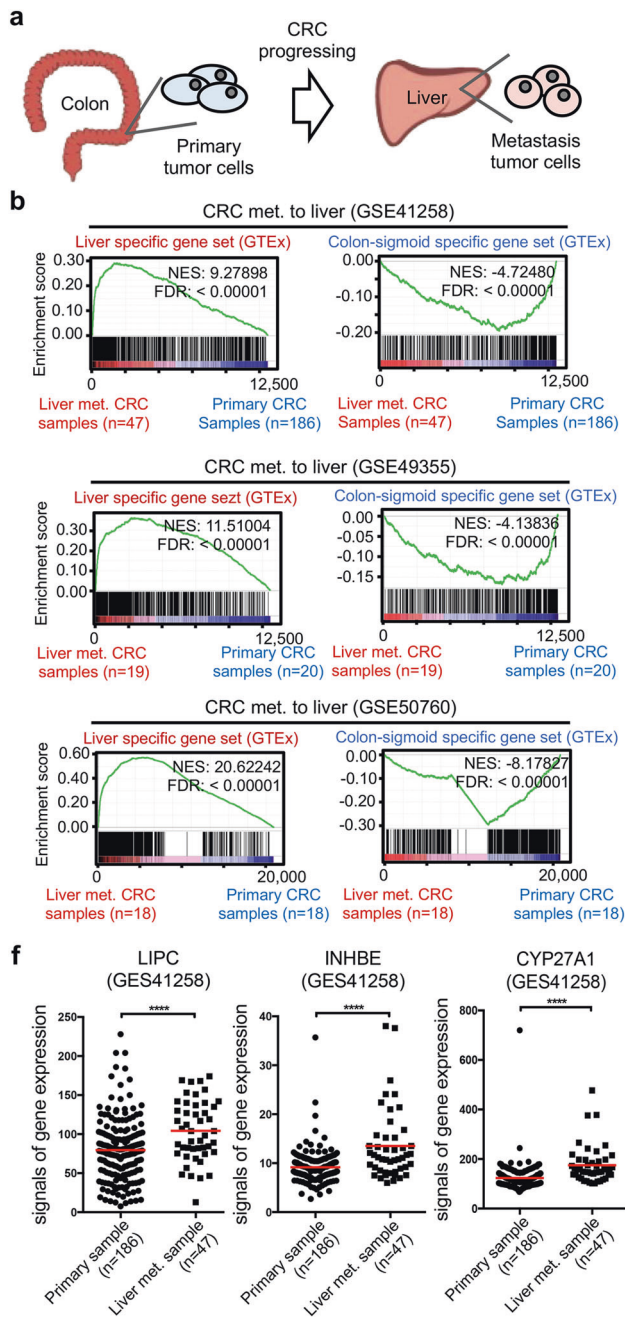 a
CRC
progressing
Colon
Liver
Primary
tumor cells
Metastasis
tumor cells
b
CRC met. to liver (GSE41258)
Liver specific gene set (GTEx)
Colon-sigmoid specific gene set (GTEx)
Enrichment score
0.30
0.20
0.10
0.00
NES: 9.27898
FDR: < 0.00001
0
12,500
Liver met. CRC
samples (n=47)
Primary CRC
Samples (n=186)
0.00
-0.10
-0.20
NES: -4.72480
FDR: < 0.00001
0
12,500
Liver met. CRC
Samples (n=47)
Primary CRC
samples (n=186)
CRC met. to liver (GSE49355)
Liver specific gene sezt (GTEx)
Colon-sigmoid specific gene set (GTEx)
Enrichment score
0.30
0.20
0.10
0.00
NES: 11.51004
FDR: < 0.00001
0
12,500
Liver met. CRC
samples (n=19)
Primary CRC
samples (n=20)
0.00
-0.05
-0.10
-0.15
NES: -4.13836
FDR: < 0.00001
0
12,500
Liver met. CRC
Samples (n=19)
Primary CRC
samples (n=20)
CRC met. to liver (GSE50760)
Liver specific gene set (GTEx)
Colon-sigmoid specific gene set (GTEx)
Enrichment score
0.60
0.40
0.20
0.00
NES: 20.62242
FDR: < 0.00001
0
20,000
Liver met. CRC
samples (n=18)
Primary CRC
samples (n=18)
0.00
-0.10
-0.20
-0.30
NES: -8.17827
FDR: < 0.00001
0
20,000
Liver met. CRC
samples (n=18)
Primary CRC
samples (n=18)
f
LIPC
(GES41258)
signals of gene expression
250
200
150
100
50
0
****
Primary sample
(n=186)
Liver met. sample
(n=47)
INHBE
(GES41258)
signals of gene expression
40
30
20
10
0
****
Primary sample
(n=186)
Liver met. sample
(n=47)
CYP27A1
(GES41258)
signals of gene expression
800
600
400
200
0
****
Primary sample
(n=186)
Liver met. sample
(n=47)